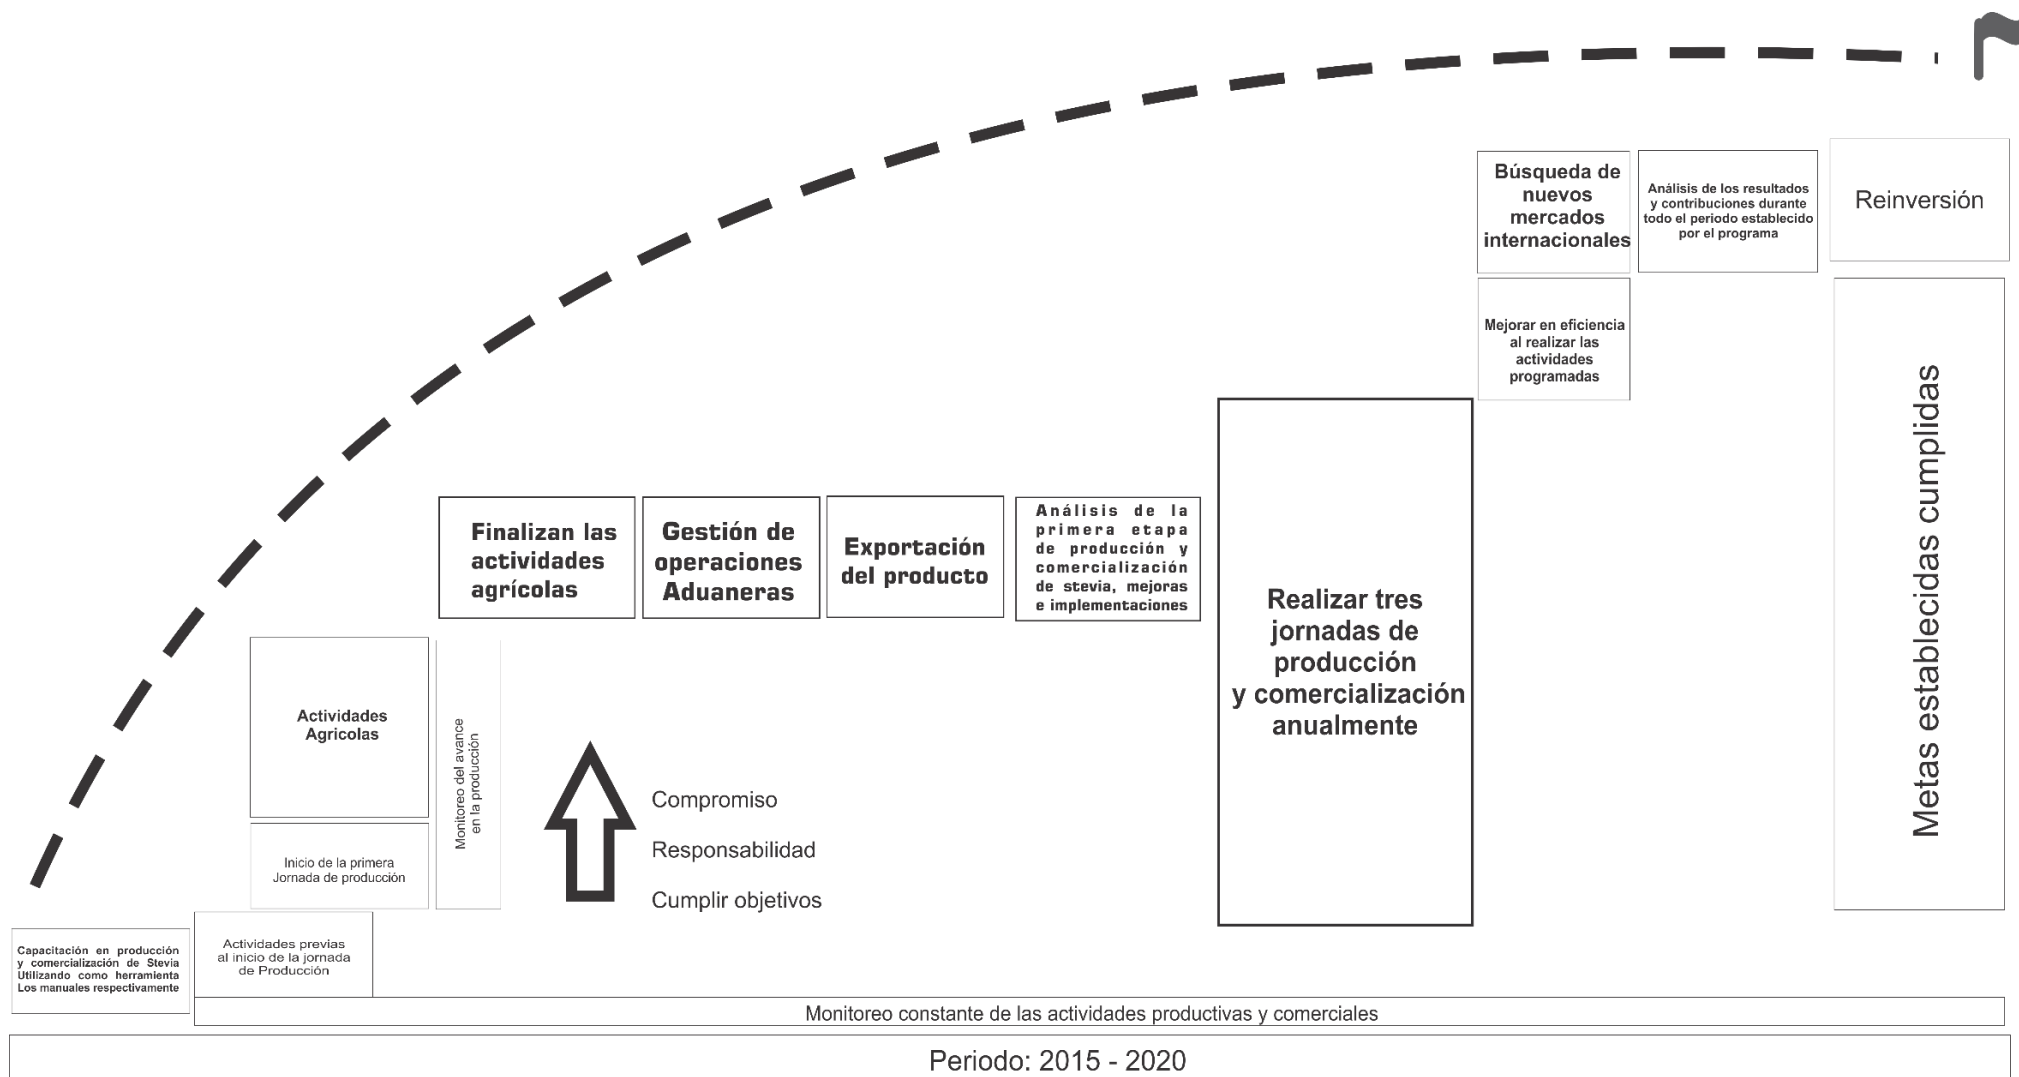 Búsqueda de
nuevos
mercados
internacionales
Análisis de los resultados
y contribuciones durante
todo el periodo establecido
por el programa
Reinversión
Mejorar en eficiencia
al realizar las
actividades
programadas
Metas establecidas cumplidas
Finalizan las
actividades
agrícolas
Gestión de
operaciones
Aduaneras
Exportación
del producto
Análisis de la
primera etapa
de producción y
comercialización
de stevia, mejoras
e implementaciones
Realizar tres
jornadas de
producción
y comercialización
anualmente
Actividades
Agricolas
Monitoreo del avance
en la producción
Compromiso
Responsabilidad
Cumplir objetivos
Inicio de la primera
Jornada de producción
Capacitación en producción
y comercialización de Stevia
Utilizando como herramienta
Los manuales respectivamente
Actividades previas
al inicio de la jornada
de Producción
Monitoreo constante de las actividades productivas y comerciales
Periodo: 2015 - 2020